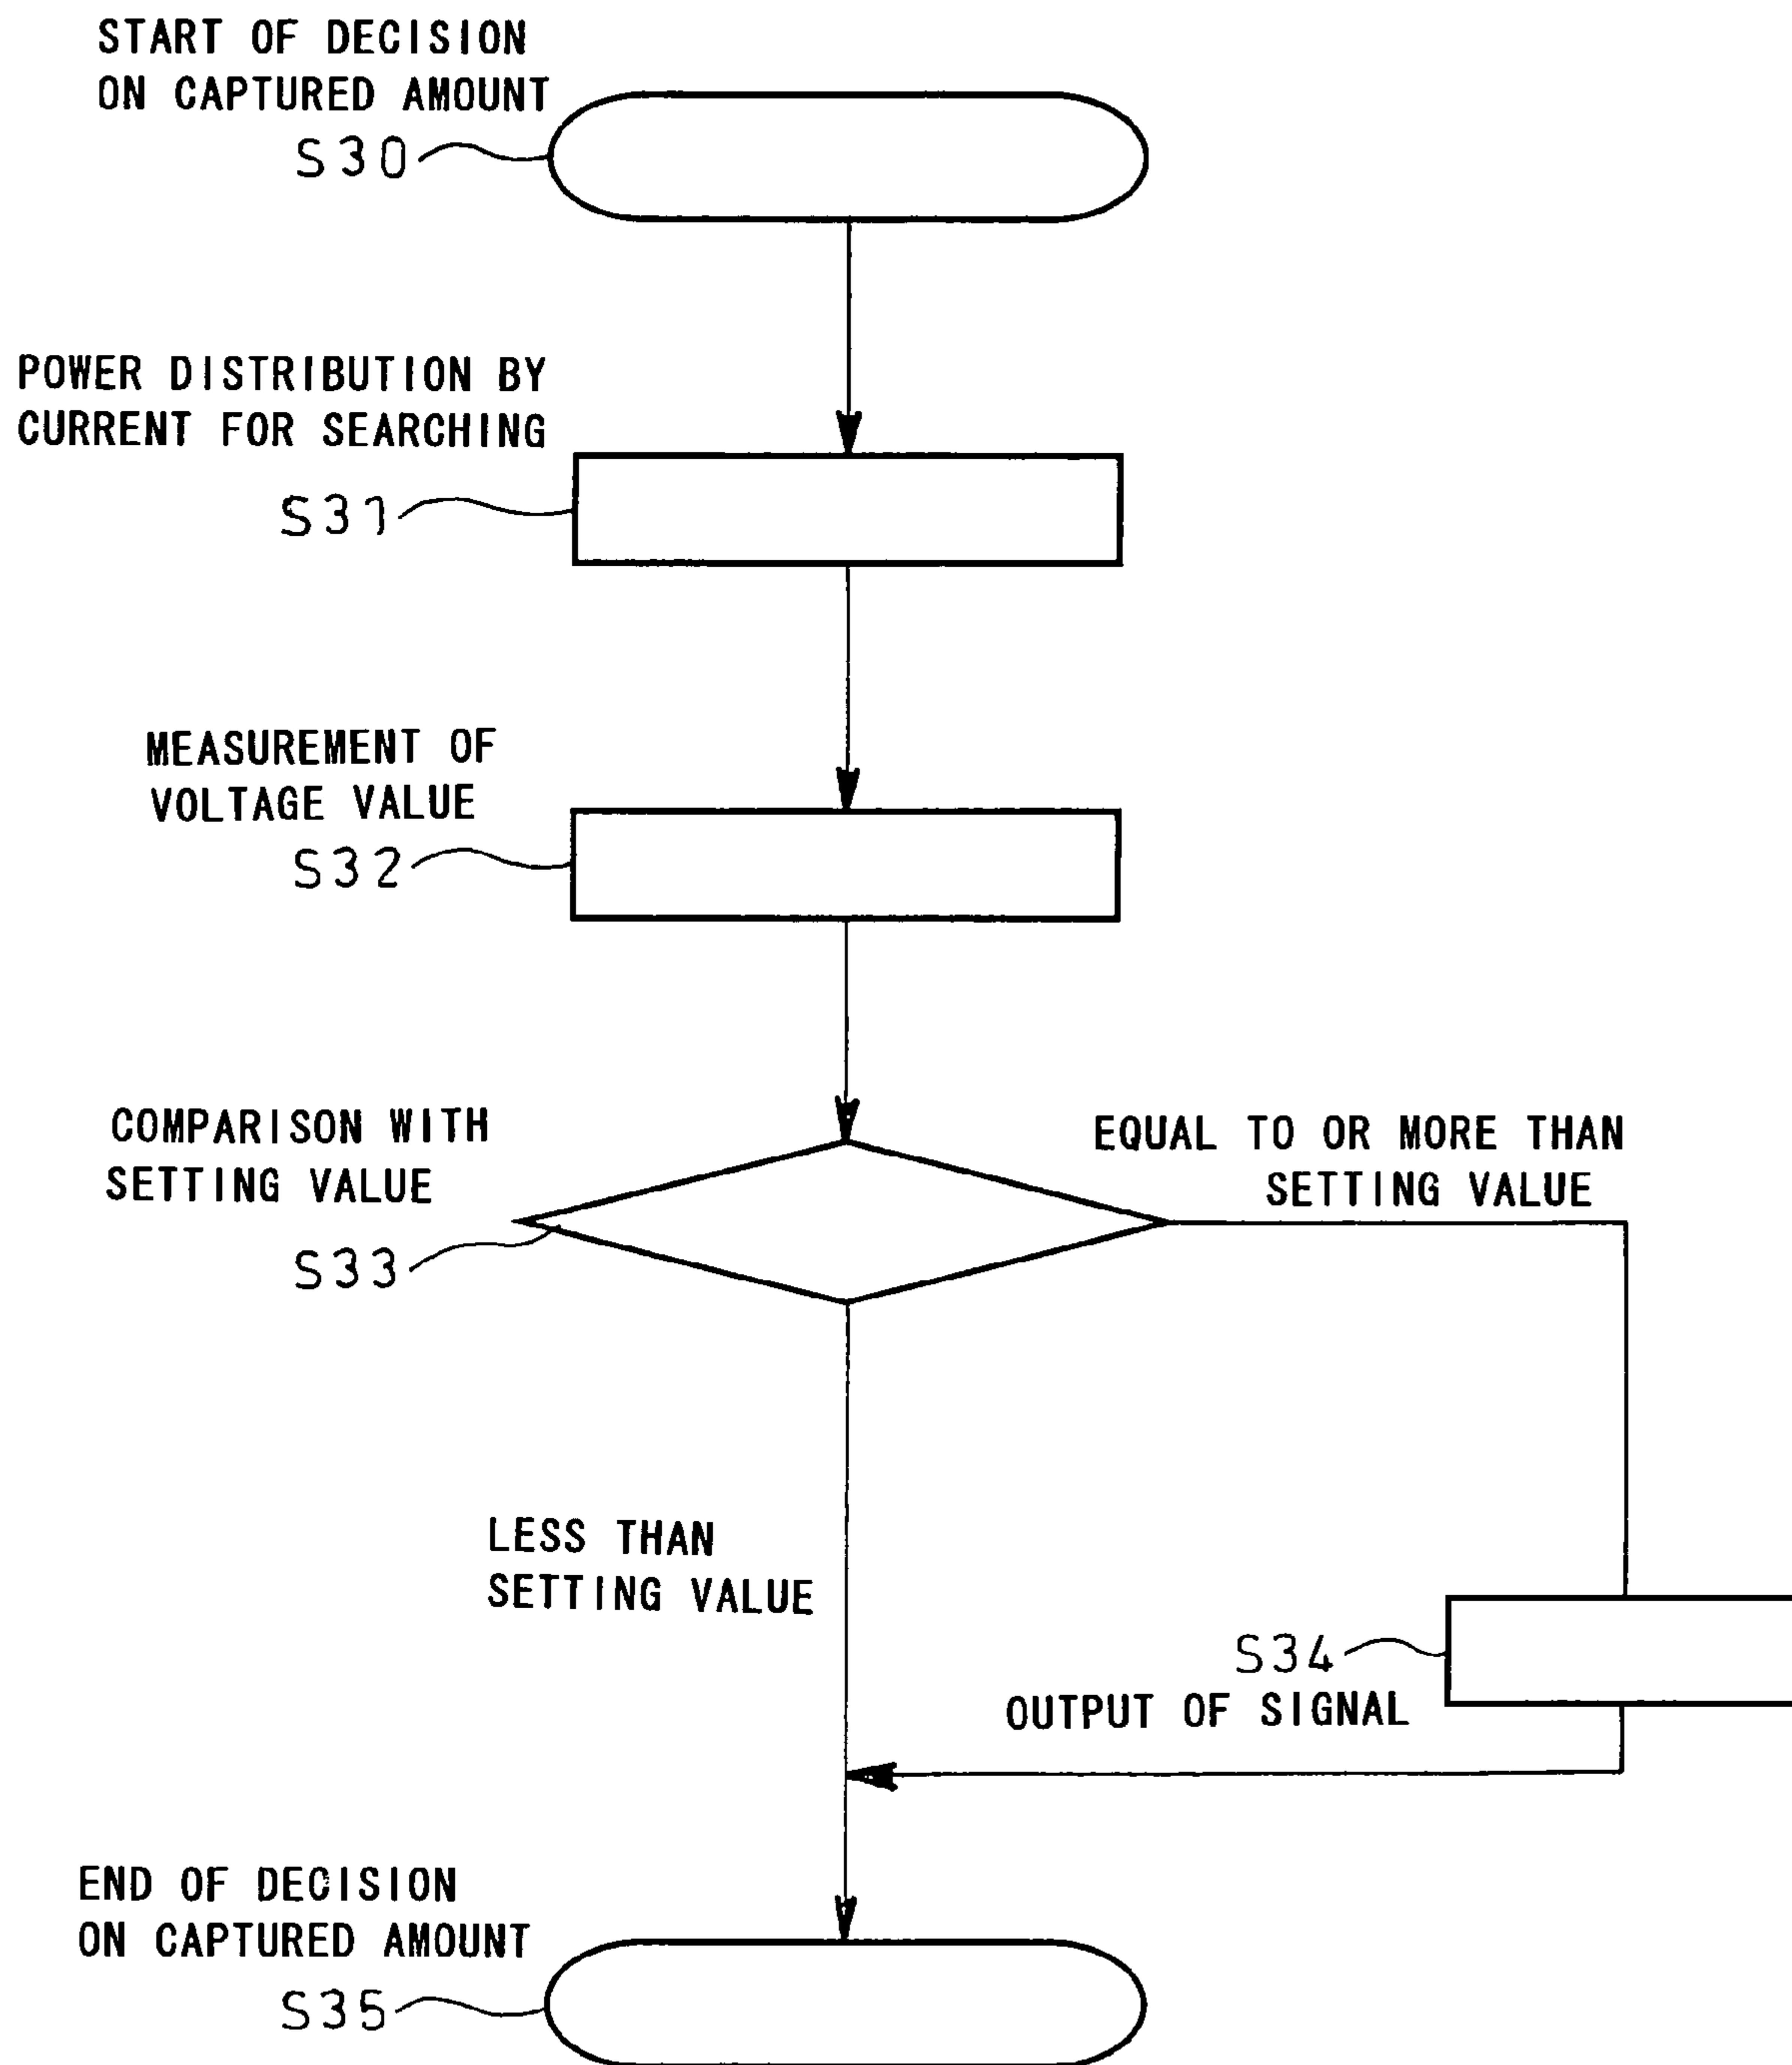 START OF DECISION
ON CAPTURED AMOUNT
S30
POWER DISTRIBUTION BY
CURRENT FOR SEARCHING
S31
MEASUREMENT OF
VOLTAGE VALUE
S32
COMPARISON WITH
SETTING VALUE
S33
EQUAL TO OR MORE THAN
SETTING VALUE
LESS THAN
SETTING VALUE
S34
OUTPUT OF SIGNAL
END OF DECISION
ON CAPTURED AMOUNT
S35